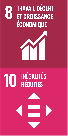 8 TRAVAIL DÉCENT
ET CROISSANCE
ÉCONOMIQUE
10 INÉGALITÉS
RÉDUITES